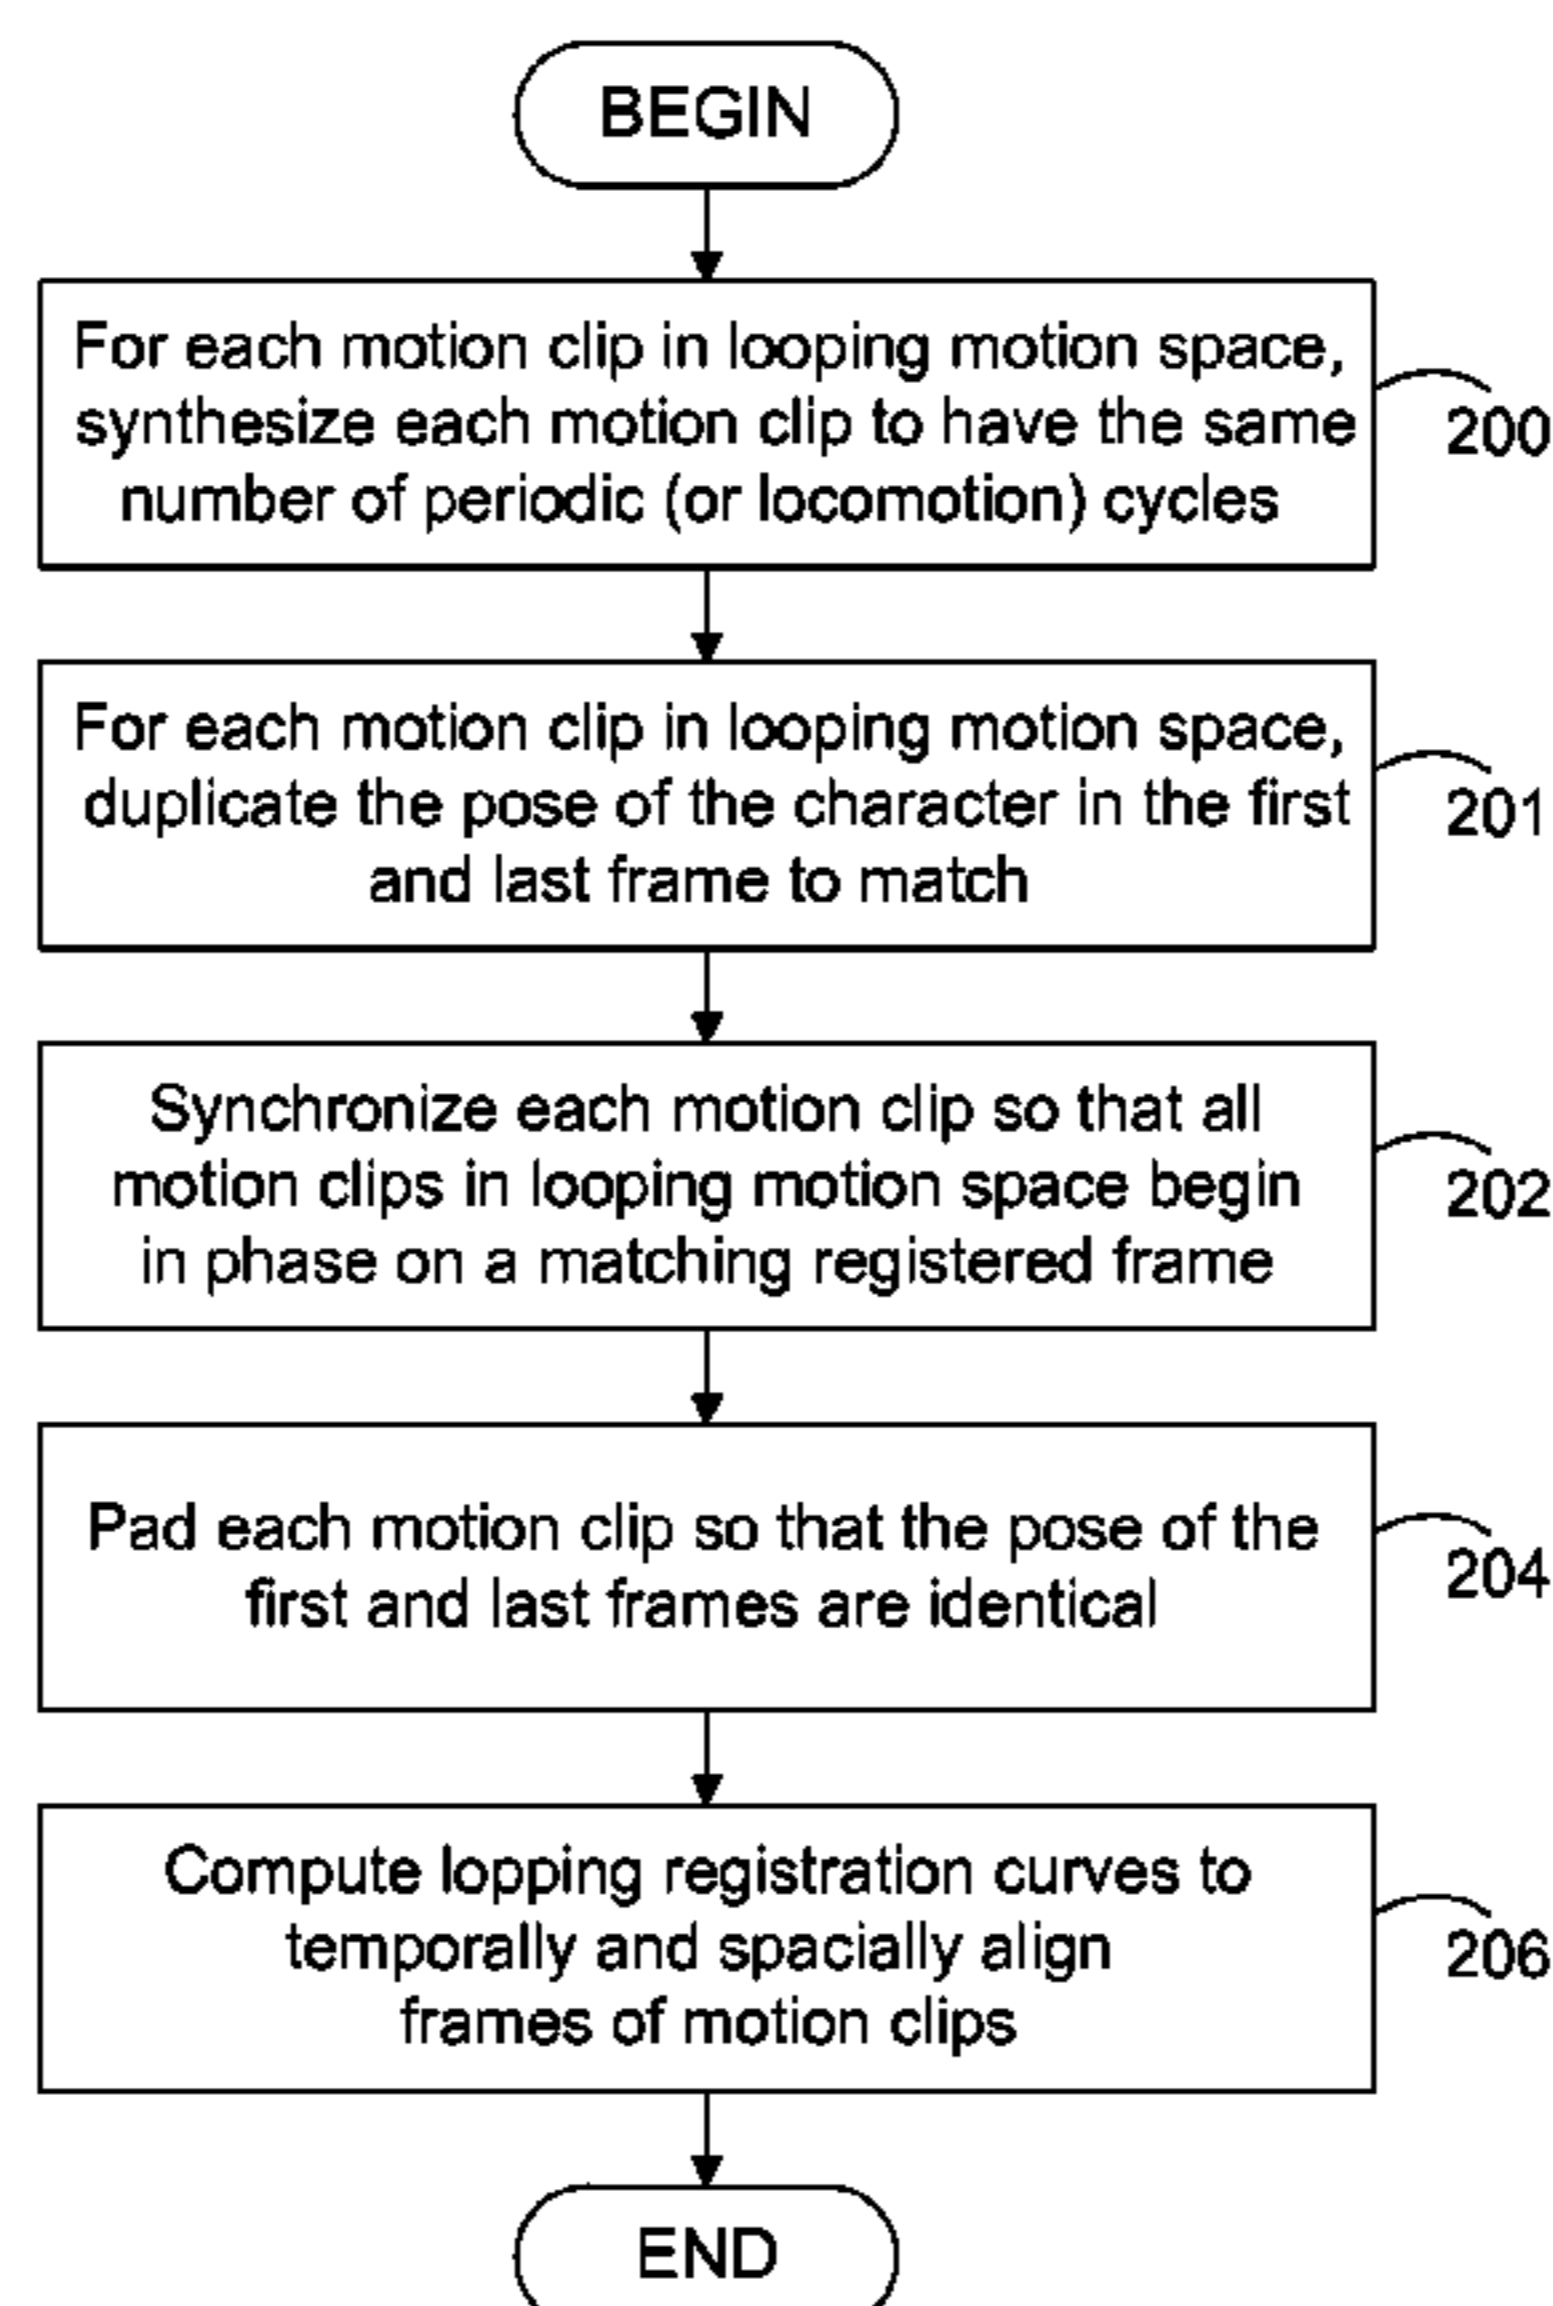 BEGIN
For each motion clip in looping motion space,
synthesize each motion clip to have the same
number of periodic (or locomotion) cycles
200
For each motion clip in looping motion space,
duplicate the pose of the character in the first
and last frame to match
201
Synchronize each motion clip so that all
motion clips in looping motion space begin
in phase on a matching registered frame
202
Pad each motion clip so that the pose of the
first and last frames are identical
204
Compute lopping registration curves to
temporally and spacially align
frames of motion clips
206
END